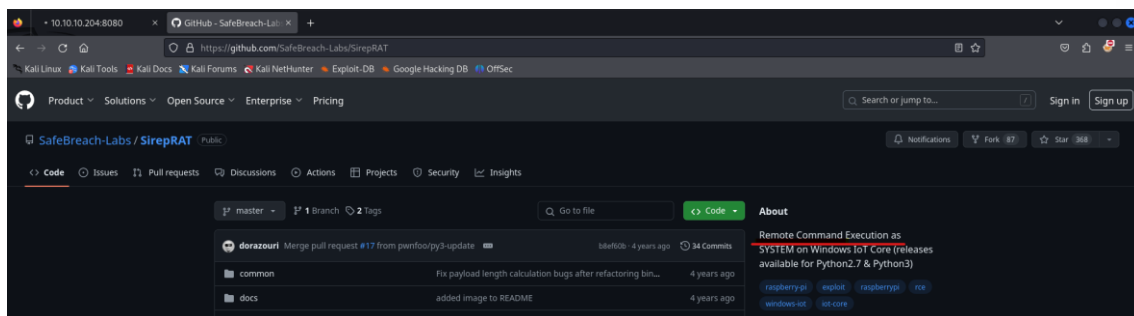 10.10.10.204:8080 × GitHub - SafeBreach-Lab × +
https://github.com/SafeBreach-Labs/SirepRAT
Kali Linux Kali Tools Kali Docs Kali Forums Kali NetHunter Exploit-DB Google Hacking DB OffSec
Product Solutions Open Source Enterprise Pricing Search or jump to... / Sign in Sign up
SafeBreach-Labs / SirepRAT Public Notifications Fork 87 Star 368
Code Issues Pull requests Discussions Actions Projects Security Insights
master 1 Branch 2 Tags Go to file Code
About
Remote Command Execution as
SYSTEM on Windows IoT Core (releases
available for Python2.7 & Python3)
raspberry-pi exploit raspberrypi rce
windows-iot iot-core
dorazouri Merge pull request #17 from pwnfoo/py3-update b8ef60b · 4 years ago 34 Commits
common Fix payload length calculation bugs after refactoring bin... 4 years ago
docs added image to README 4 years ago